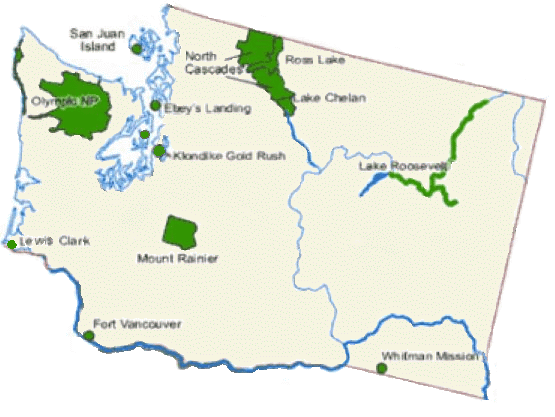 San Juan
Island
North
Cascades
Ross Lake
Olympic NP
Ebey's Landing
Lake Chelan
Klondike Gold Rush
Lake Roosevelt
Lewis Clark
Mount Rainier
Fort Vancouver
Whitman Mission